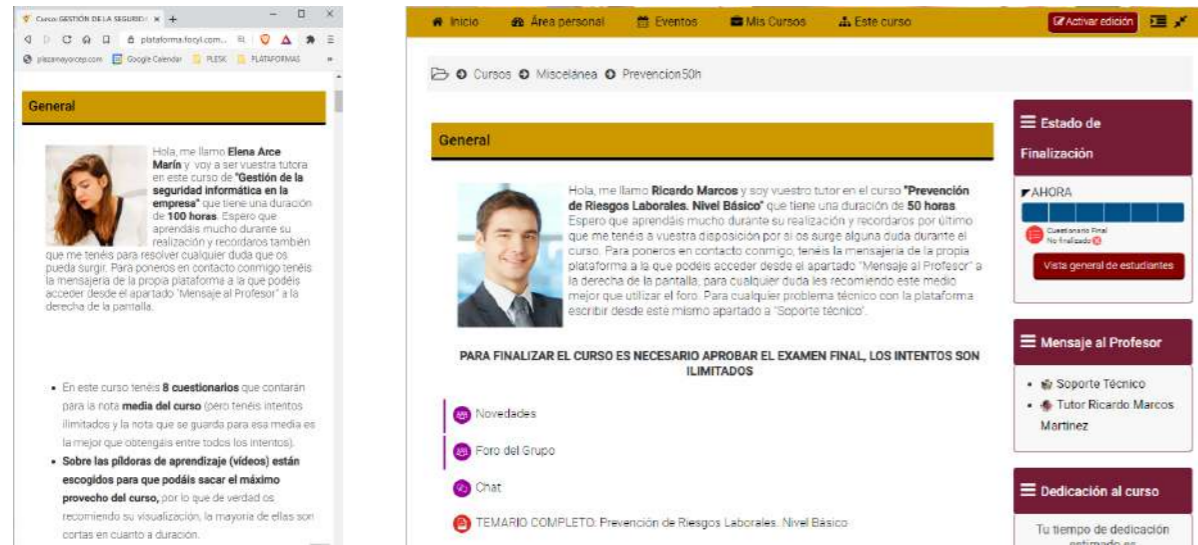 Curso: GESTIÓN DE LA SEGURID
plataforma.focyl.com...
plazamayorcep.com Google Calendar PLESK PLATAFORMAS »
General
Hola, me llamo Elena Arce
Marín y voy a ser vuestra tutora
en este curso de "Gestión de la
seguridad informática en la
empresa" que tiene una duración
de 100 horas. Espero que
aprendáis mucho durante su
realización y recordaros también
que me tenéis para resolver cualquier duda que os
pueda surgir. Para poneros en contacto conmigo tenéis
la mensajería de la propia plataforma a la que podéis
acceder desde el apartado "Mensaje al Profesor" a la
derecha de la pantalla.
• En este curso tenéis 8 cuestionarios que contarán
para la nota media del curso (pero tenéis intentos
ilimitados y la nota que se guarda para esa media es
la mejor que obtengáis entre todos los intentos).
• Sobre las píldoras de aprendizaje (vídeos) están
escogidos para que podáis sacar el máximo
provecho del curso, por lo que de verdad os
recomiendo su visualización, la mayoría de ellas son
cortas en cuanto a duración.
Inicio Área personal Eventos Mis Cursos Este curso Activar edición
Cursos Miscelánea Prevencion50h
General
Hola, me llamo Ricardo Marcos y soy vuestro tutor en el curso "Prevención
de Riesgos Laborales. Nivel Básico" que tiene una duración de 50 horas.
Espero que aprendáis mucho durante su realización y recordaros por último
que me tenéis a vuestra disposición por si os surge alguna duda durante el
curso. Para poneros en contacto conmigo, tenéis la mensajería de la propia
plataforma a la que podéis acceder desde el apartado "Mensaje al Profesor" a
la derecha de la pantalla, para cualquier duda les recomiendo este medio
mejor que utilizar el foro. Para cualquier problema técnico con la plataforma
escribir desde este mismo apartado a "Soporte técnico".
PARA FINALIZAR EL CURSO ES NECESARIO APROBAR EL EXAMEN FINAL, LOS INTENTOS SON
ILIMITADOS
Novedades
Foro del Grupo
Chat
TEMARIO COMPLETO: Prevención de Riesgos Laborales. Nivel Básico
Estado de
Finalización
AHORA
Cuestionario Final
No finalizado
Vista general de estudiantes
Mensaje al Profesor
• Soporte Técnico
• Tutor Ricardo Marcos
Martinez
Dedicación al curso
Tu tiempo de dedicación
estimado es